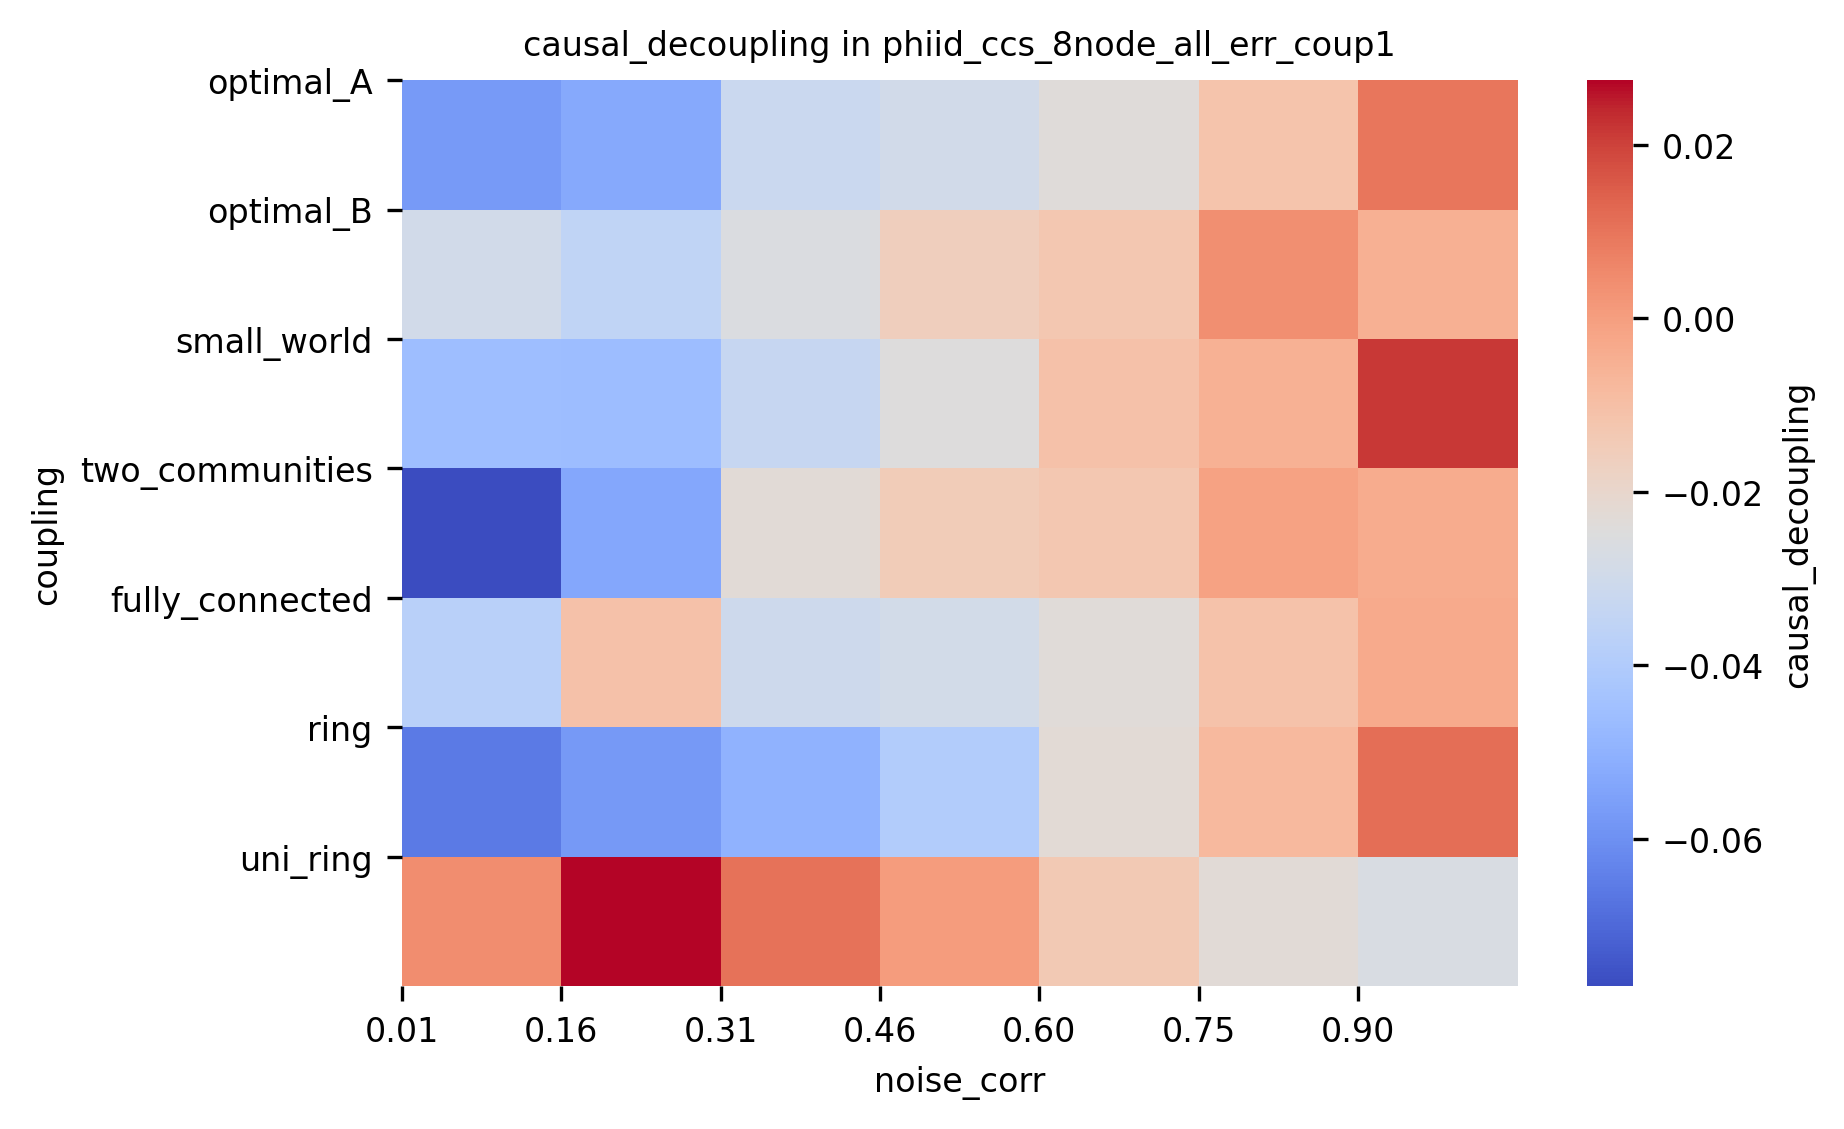 causal_decoupling in phiid_ccs_8node_all_err_coup1
optimal_A
optimal_B
small_world
two_communities
fully_connected
ring
uni_ring
coupling
0.01 0.16 0.31 0.46 0.60 0.75 0.90
noise_corr
0.02
0.00
−0.02
−0.04
−0.06
causal_decoupling